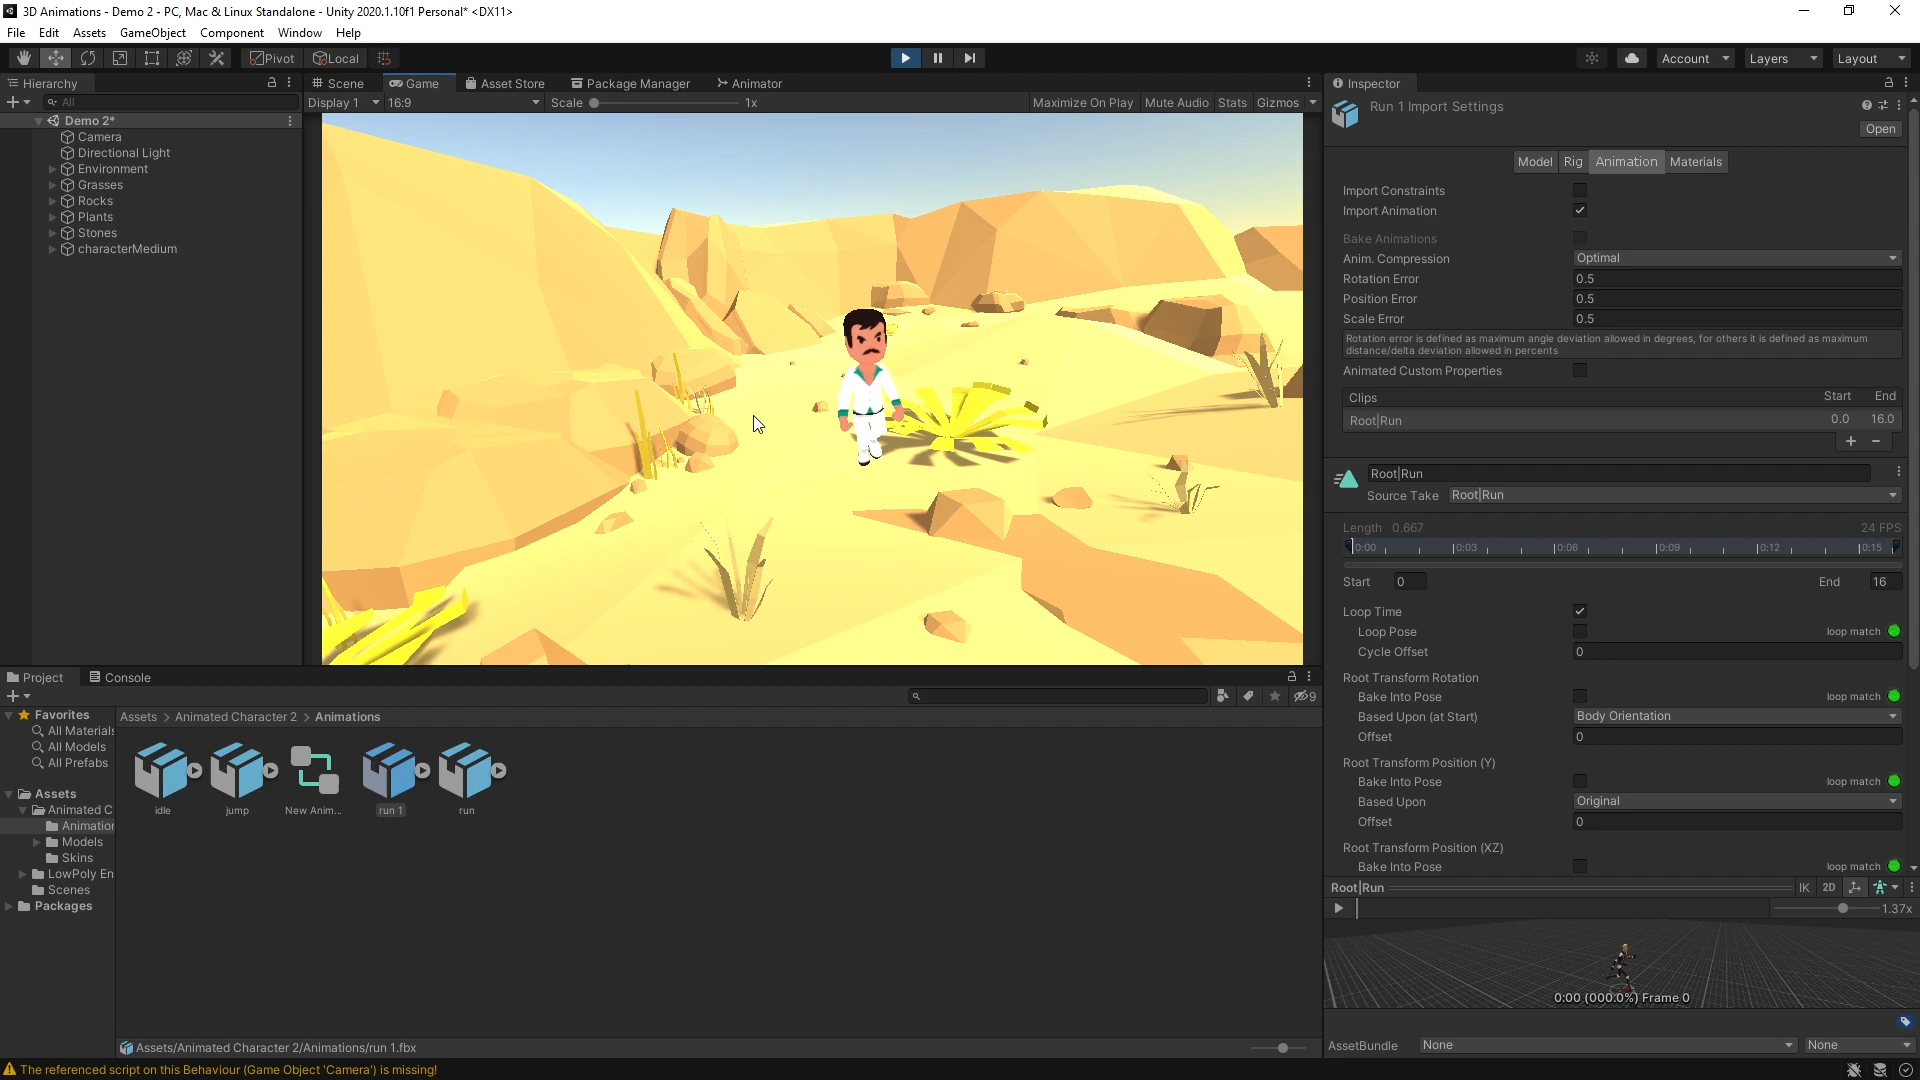 3D Animations - Demo 2 - PC, Mac & Linux Standalone - Unity 2020.1.10f1 Personal* <DX11>
File Edit Assets GameObject Component Window Help
Pivot Local Account Layers Layout
Hierarchy
All
Demo 2*
Camera
Directional Light
Environment
Grasses
Rocks
Plants
Stones
characterMedium
Scene Game Asset Store Package Manager Animator
Display 1 16:9 Scale 1x Maximize On Play Mute Audio Stats Gizmos
Inspector
Run 1 Import Settings
Open
Model Rig Animation Materials
Import Constraints
Import Animation
Bake Animations
Anim. Compression Optimal
Rotation Error 0.5
Position Error 0.5
Scale Error 0.5
Rotation error is defined as maximum angle deviation allowed in degrees, for others it is defined as maximum
distance/delta deviation allowed in percents
Animated Custom Properties
Clips Start End
Root|Run 0.0 16.0
Root|Run
Source Take Root|Run
Length 0.667 24 FPS
0:00 0:03 0:06 0:09 0:12 0:15
Start 0 End 16
Loop Time
Loop Pose loop match
Cycle Offset 0
Root Transform Rotation
Bake Into Pose loop match
Based Upon (at Start) Body Orientation
Offset 0
Root Transform Position (Y)
Bake Into Pose loop match
Based Upon Original
Offset 0
Root Transform Position (XZ)
Bake Into Pose loop match
Root|Run IK 2D
1.37x
0:00 (000.0%) Frame 0
AssetBundle None None
Project Console
9
Favorites
All Materials
All Models
All Prefabs
Assets
Animated C
Animation
Models
Skins
LowPoly En
Scenes
Packages
Assets > Animated Character 2 > Animations
idle jump New Anim... run 1 run
Assets/Animated Character 2/Animations/run 1.fbx
The referenced script on this Behaviour (Game Object 'Camera') is missing!